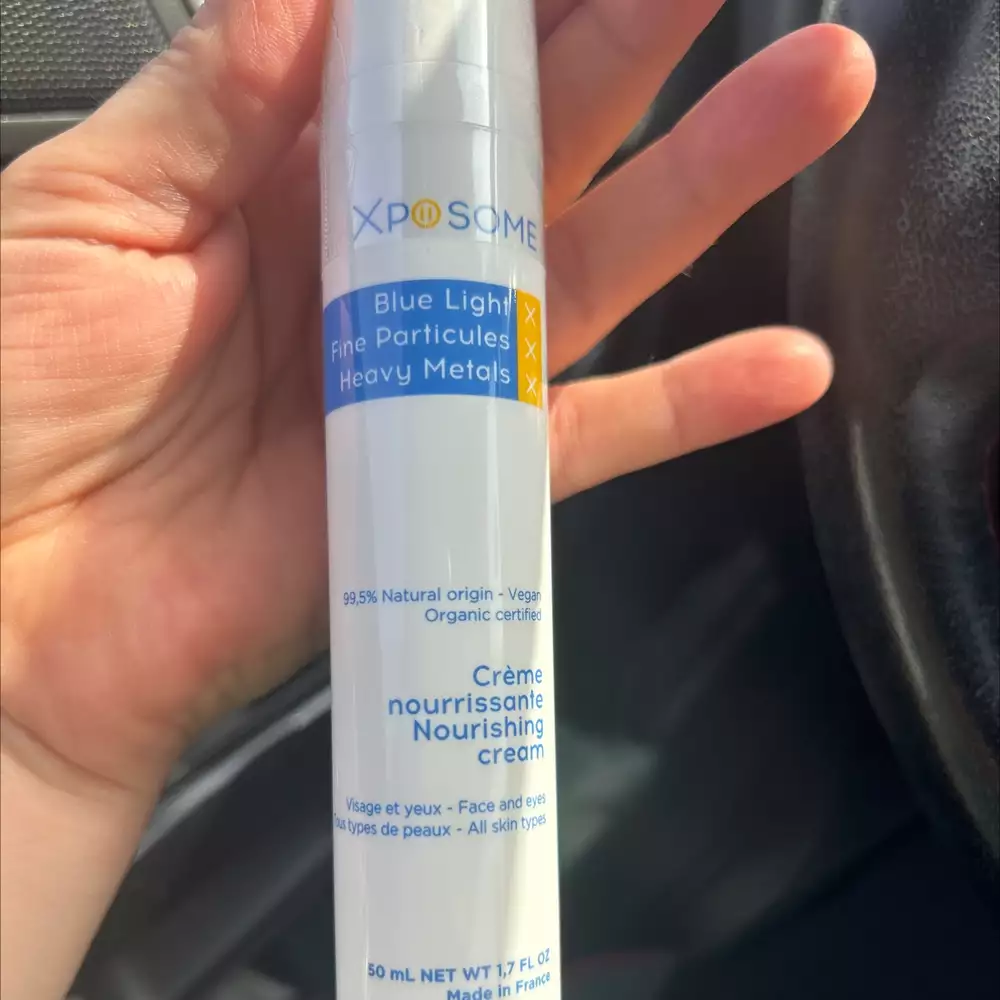 XPOSOME
Blue Light X
Fine Particules X
Heavy Metals X
99,5% Natural origin - Vegan
Organic certified
Crème
nourrissante
Nourishing
cream
Visage et yeux - Face and eyes
types de peaux - All skin types
50 mL NET WT 1,7 FL OZ
Made in France